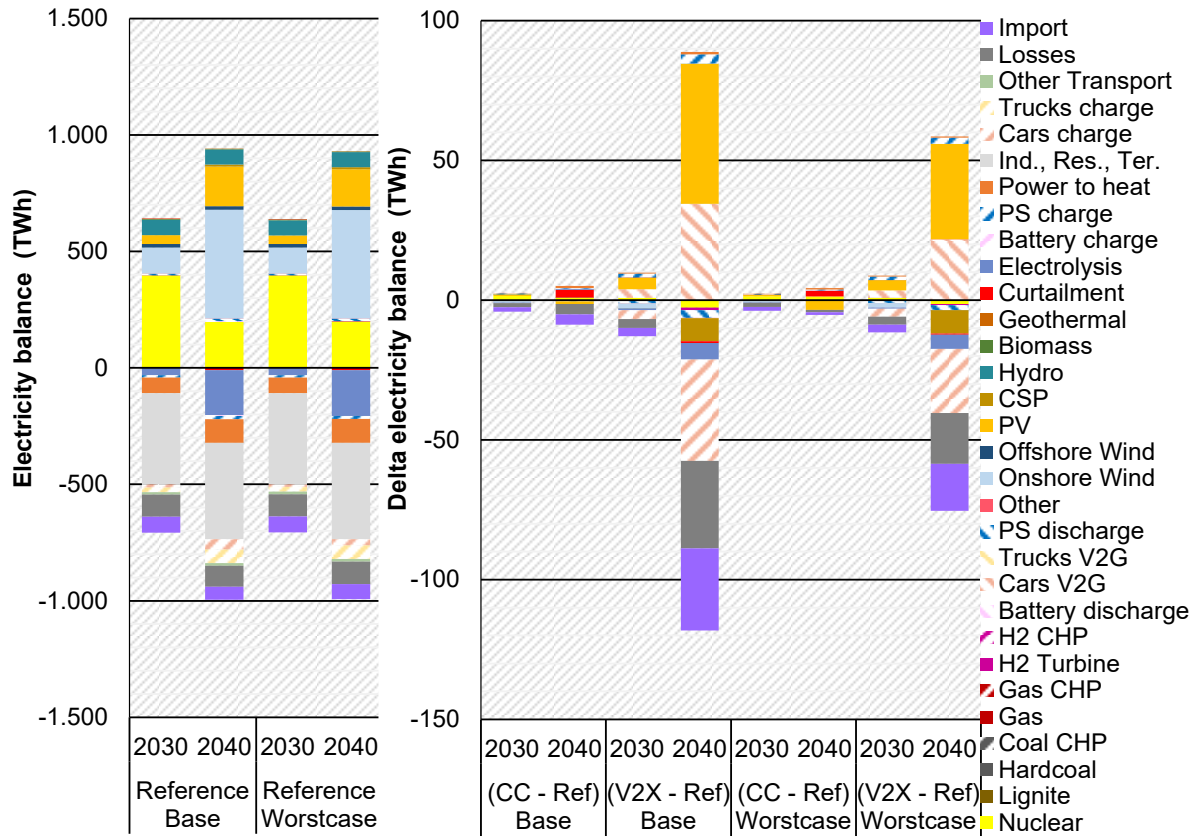 Electricity balance (TWh)
1.500
1.000
500
0
-500
-1.000
-1.500
2030 2040 2030 2040
Reference Reference
Base Worstcase
Delta electricity balance (TWh)
100
50
0
-50
-100
-150
2030 2040 2030 2040 2030 2040 2030 2040
(CC - Ref) (V2X - Ref) (CC - Ref) (V2X - Ref)
Base Base Worstcase Worstcase
Import
Losses
Other Transport
Trucks charge
Cars charge
Ind., Res., Ter.
Power to heat
PS charge
Battery charge
Electrolysis
Curtailment
Geothermal
Biomass
Hydro
CSP
PV
Offshore Wind
Onshore Wind
Other
PS discharge
Trucks V2G
Cars V2G
Battery discharge
H2 CHP
H2 Turbine
Gas CHP
Gas
Coal CHP
Hardcoal
Lignite
Nuclear